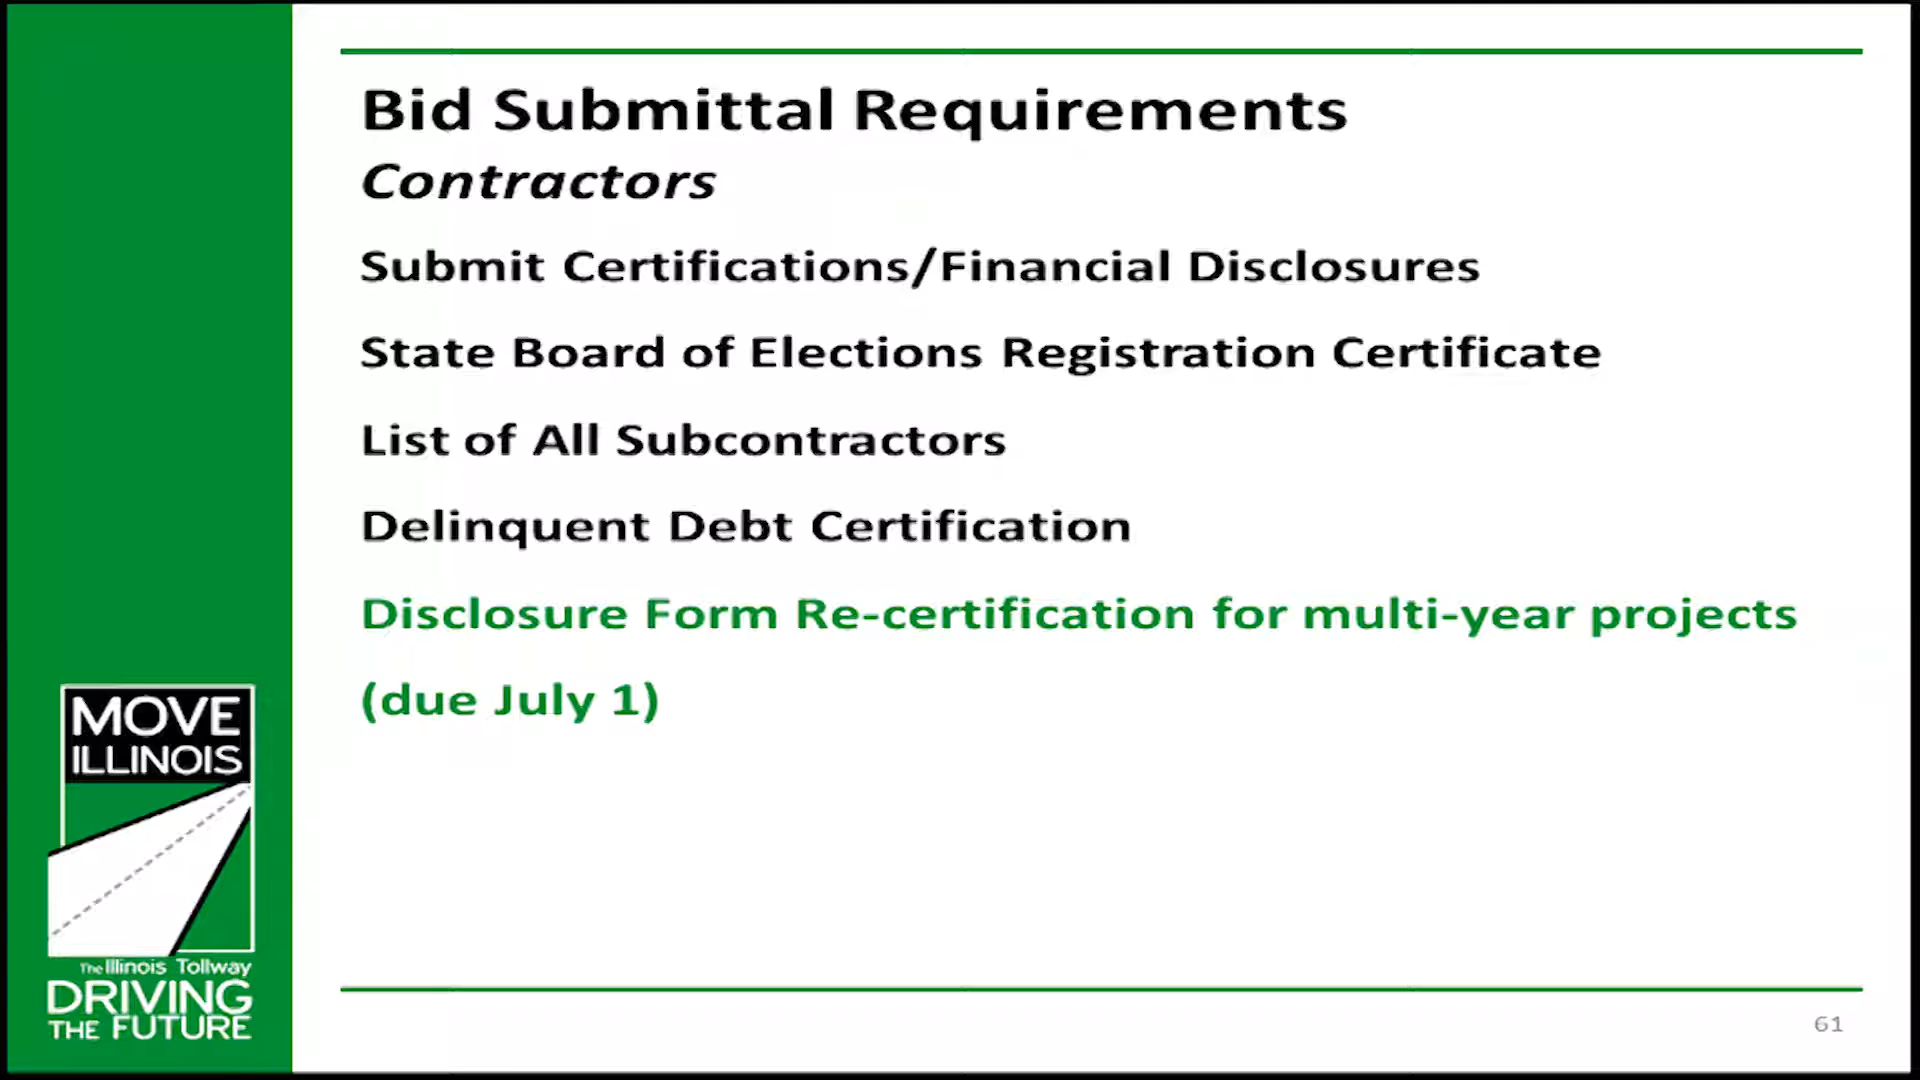 Bid Submittal Requirements
Contractors
Submit Certifications/Financial Disclosures
State Board of Elections Registration Certificate
List of All Subcontractors
Delinquent Debt Certification
Disclosure Form Re-certification for multi-year projects
(due July 1)
MOVE
ILLINOIS
The Illinois Tollway
DRIVING
THE FUTURE
61